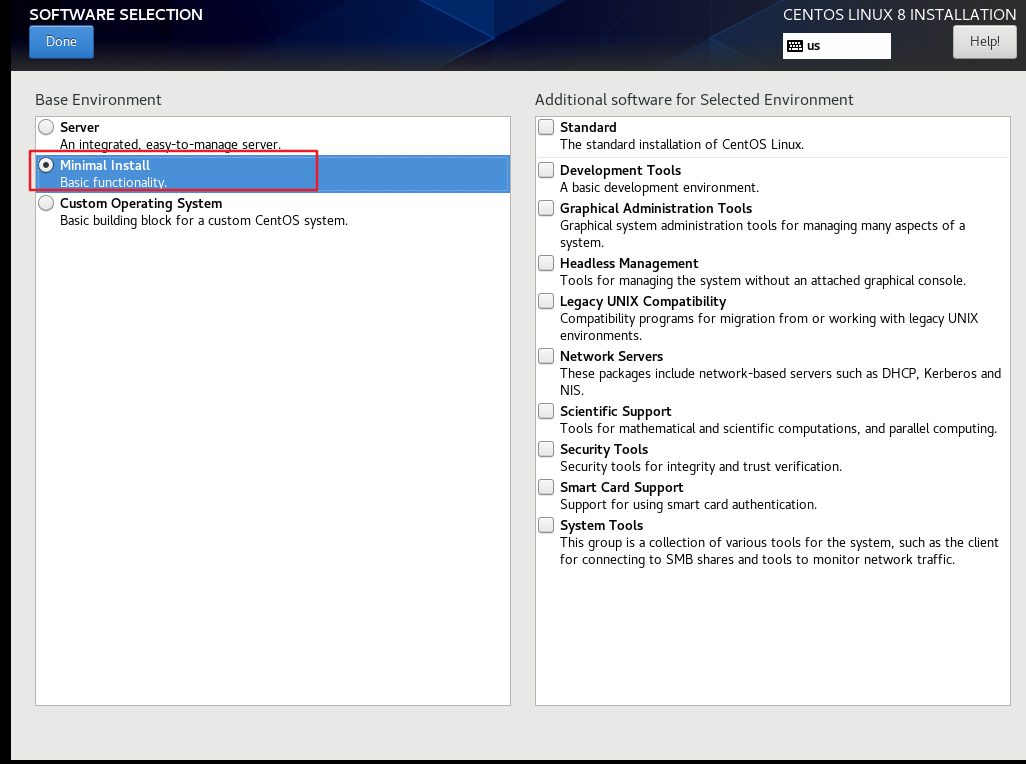 SOFTWARE SELECTION
CENTOS LINUX 8 INSTALLATION
Done
us
Help!
Base Environment
Server
An integrated, easy-to-manage server.
Minimal Install
Basic functionality.
Custom Operating System
Basic building block for a custom CentOS system.
Additional software for Selected Environment
Standard
The standard installation of CentOS Linux.
Development Tools
A basic development environment.
Graphical Administration Tools
Graphical system administration tools for managing many aspects of a
system.
Headless Management
Tools for managing the system without an attached graphical console.
Legacy UNIX Compatibility
Compatibility programs for migration from or working with legacy UNIX
environments.
Network Servers
These packages include network-based servers such as DHCP, Kerberos and
NIS.
Scientific Support
Tools for mathematical and scientific computations, and parallel computing.
Security Tools
Security tools for integrity and trust verification.
Smart Card Support
Support for using smart card authentication.
System Tools
This group is a collection of various tools for the system, such as the client
for connecting to SMB shares and tools to monitor network traffic.